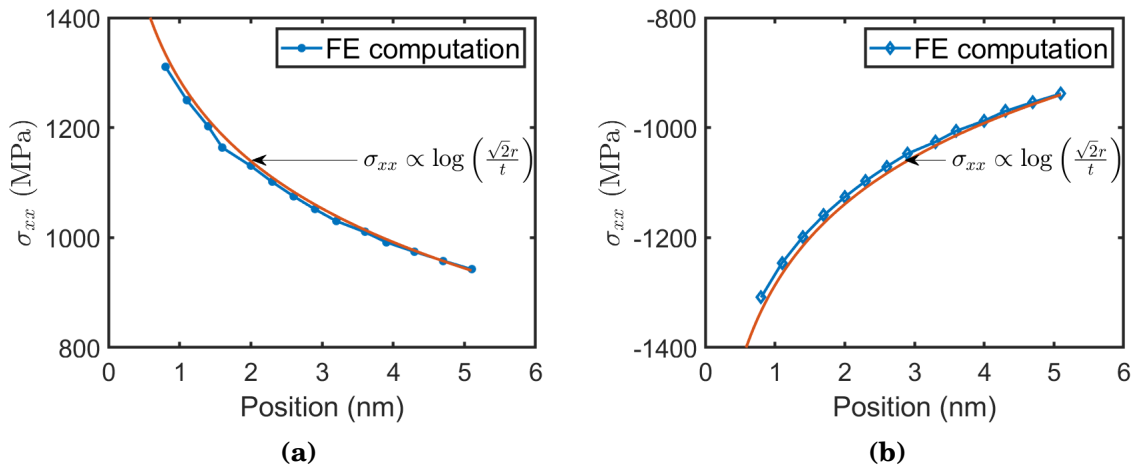 1400
1200
1000
800
0 1 2 3 4 5 6
σxx (MPa)
Position (nm)
FE computation
σxx ∝ log (√2r/t)
(a)
-800
-1000
-1200
-1400
0 1 2 3 4 5 6
σxx (MPa)
Position (nm)
FE computation
σxx ∝ log (√2r/t)
(b)